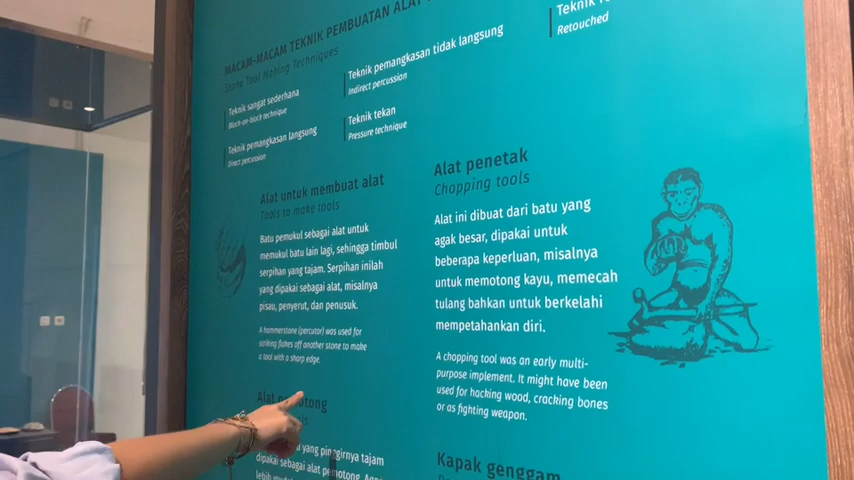 MACAM-MACAM TEKNIK PEMBUATAN ALAT
Stone Tool Making Techniques
Teknik sangat sederhana
Block-on-block technique
Teknik pemangkasan langsung
Direct percussion
Teknik pemangkasan tidak langsung
Indirect percussion
Teknik tekan
Pressure technique
Teknik
Retouched
Alat untuk membuat alat
Tools to make tools
Batu pemukul sebagai alat untuk
memukul batu lain lagi, sehingga timbul
serpihan yang tajam. Serpihan inilah
yang dipakai sebagai alat, misalnya
pisau, penyerut, dan penusuk.
A hammerstone (percutor) was used for
striking flakes off another stone to make
a tool with a sharp edge.
Alat
yang pinggirnya tajam
dipakai sebagai alat pemotong.
Alat penetak
Chopping tools
Alat ini dibuat dari batu yang
agak besar, dipakai untuk
beberapa keperluan, misalnya
untuk memotong kayu, memecah
tulang bahkan untuk berkelahi
mempetahankan diri.
A chopping tool was an early multi-
purpose implement. It might have been
used for hacking wood, cracking bones
or as fighting weapon.
Kapak genggam